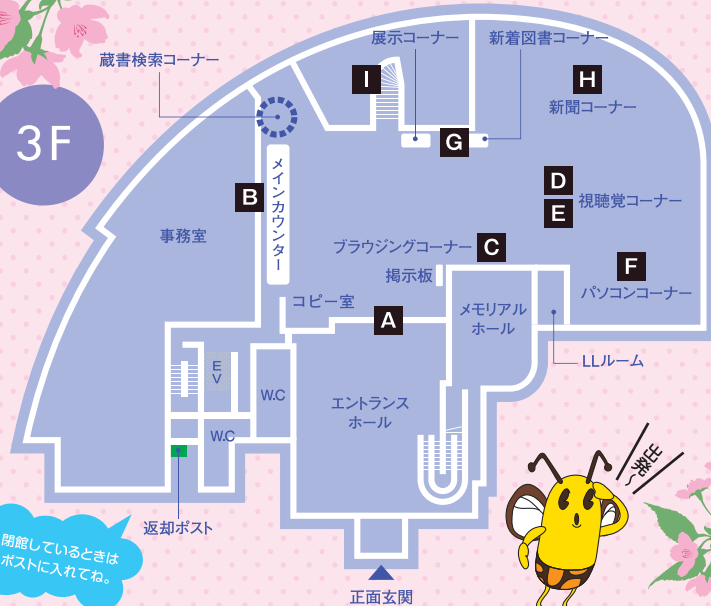 3F
蔵書検索コーナー
展示コーナー
新着図書コーナー
I
H
新聞コーナー
G
B
メインカウンター
D
E
視聴覚コーナー
事務室
ブラウジングコーナー
C
掲示板
F
パソコンコーナー
コピー室
A
メモリアル
ホール
LLルーム
EV
W.C
エントランス
ホール
W.C
返却ポスト
正面玄関
閉館しているときは
ポストに入れてね。
出発〜